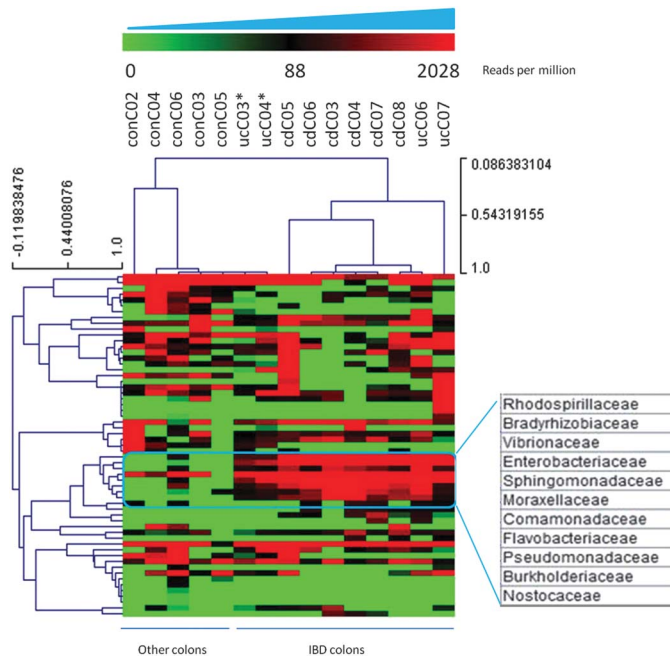 0 88 2028 Reads per million
conC02 conC04 conC06 conC03 conC05 ucC03* ucC04* cdC05 cdC06 cdC03 cdC04 cdC07 cdC08 ucC06 ucC07
0.086383104
0.54319155
1.0
-0.119838476 0.44008076 1.0
Rhodospirillaceae
Bradyrhizobiaceae
Vibrionaceae
Enterobacteriaceae
Sphingomonadaceae
Moraxellaceae
Comamonadaceae
Flavobacteriaceae
Pseudomonadaceae
Burkholderiaceae
Nostocaceae
Other colons IBD colons